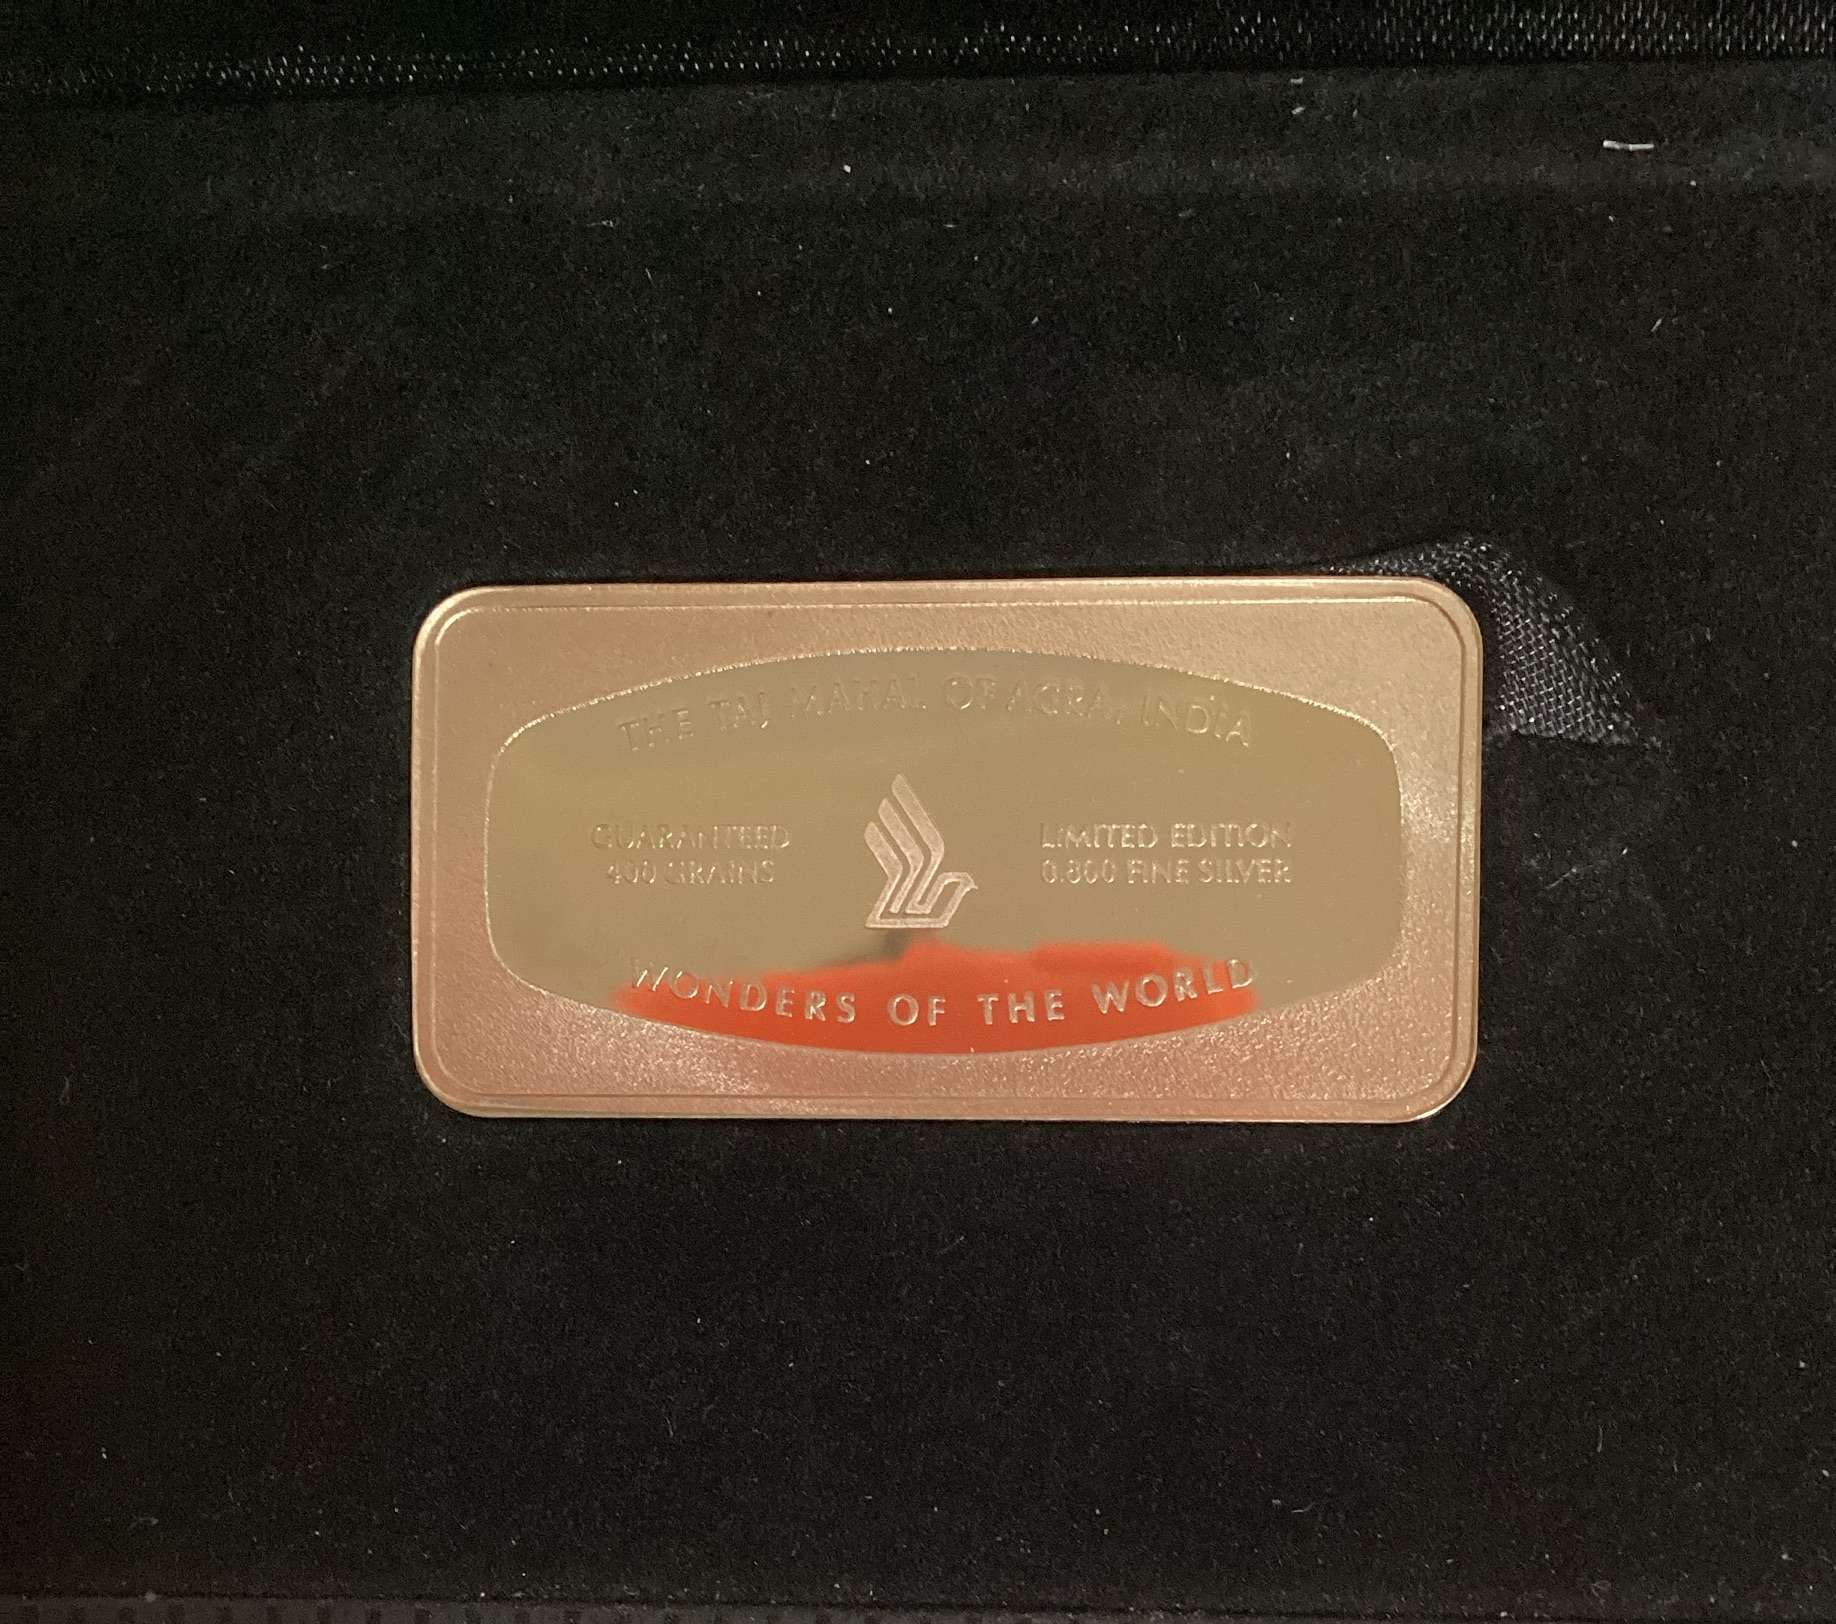 THE TAJ MAHAL OF AGRA, INDIA
GUARANTEED
400 GRAINS
LIMITED EDITION
0.800 FINE SILVER
WONDERS OF THE WORLD